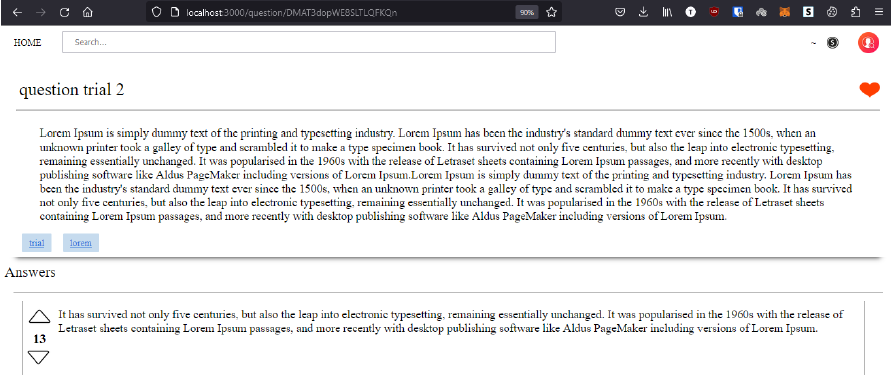 localhost:3000/question/DMAT3dopWE8SLTLQFKQn
90%
HOME
Search...
~
question trial 2
Lorem Ipsum is simply dummy text of the printing and typesetting industry. Lorem Ipsum has been the industry's standard dummy text ever since the 1500s, when an
unknown printer took a galley of type and scrambled it to make a type specimen book. It has survived not only five centuries, but also the leap into electronic typesetting,
remaining essentially unchanged. It was popularised in the 1960s with the release of Letraset sheets containing Lorem Ipsum passages, and more recently with desktop
publishing software like Aldus PageMaker including versions of Lorem Ipsum.Lorem Ipsum is simply dummy text of the printing and typesetting industry. Lorem Ipsum has
been the industry's standard dummy text ever since the 1500s, when an unknown printer took a galley of type and scrambled it to make a type specimen book. It has survived
not only five centuries, but also the leap into electronic typesetting, remaining essentially unchanged. It was popularised in the 1960s with the release of Letraset sheets
containing Lorem Ipsum passages, and more recently with desktop publishing software like Aldus PageMaker including versions of Lorem Ipsum.
trial lorem
Answers
It has survived not only five centuries, but also the leap into electronic typesetting, remaining essentially unchanged. It was popularised in the 1960s with the release of
Letraset sheets containing Lorem Ipsum passages, and more recently with desktop publishing software like Aldus PageMaker including versions of Lorem Ipsum.
13